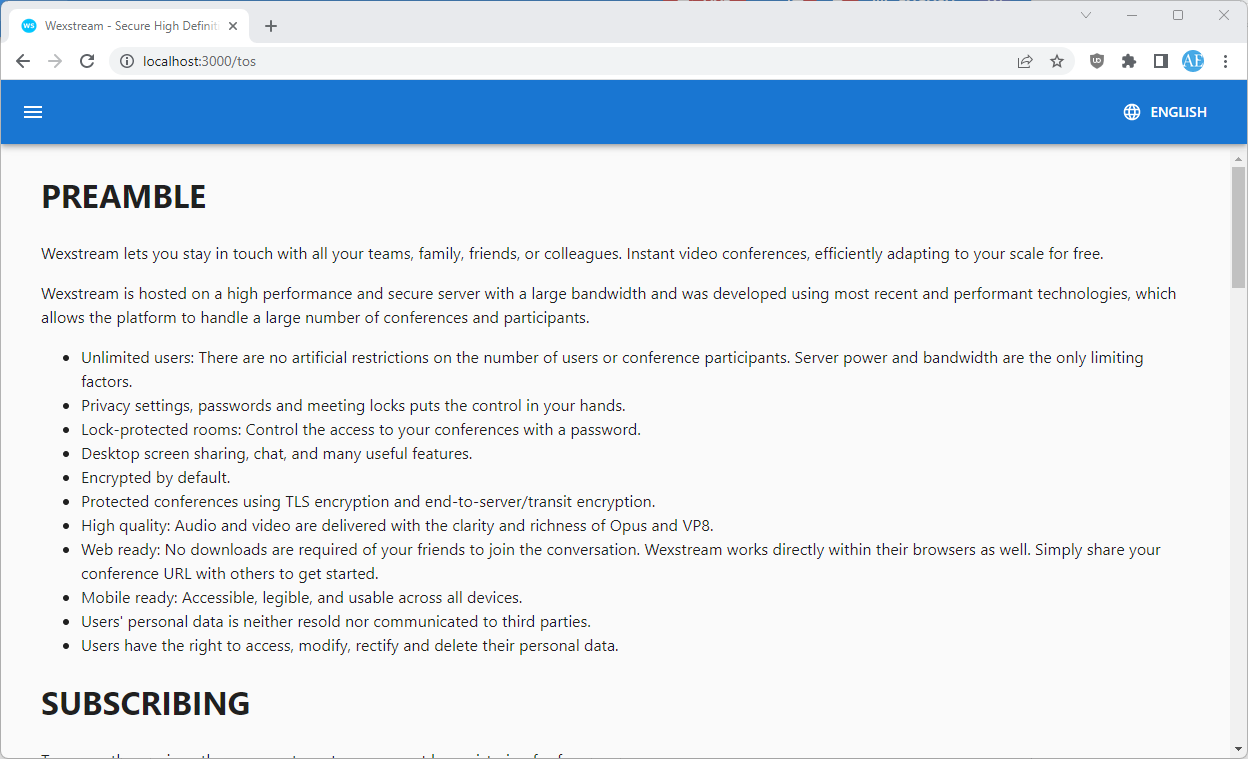 ws Wexstream - Secure High Definit
localhost:3000/tos
AE
ENGLISH
PREAMBLE
Wexstream lets you stay in touch with all your teams, family, friends, or colleagues. Instant video conferences, efficiently adapting to your scale for free.
Wexstream is hosted on a high performance and secure server with a large bandwidth and was developed using most recent and performant technologies, which
allows the platform to handle a large number of conferences and participants.
• Unlimited users: There are no artificial restrictions on the number of users or conference participants. Server power and bandwidth are the only limiting
factors.
• Privacy settings, passwords and meeting locks puts the control in your hands.
• Lock-protected rooms: Control the access to your conferences with a password.
• Desktop screen sharing, chat, and many useful features.
• Encrypted by default.
• Protected conferences using TLS encryption and end-to-server/transit encryption.
• High quality: Audio and video are delivered with the clarity and richness of Opus and VP8.
• Web ready: No downloads are required of your friends to join the conversation. Wexstream works directly within their browsers as well. Simply share your
conference URL with others to get started.
• Mobile ready: Accessible, legible, and usable across all devices.
• Users' personal data is neither resold nor communicated to third parties.
• Users have the right to access, modify, rectify and delete their personal data.
SUBSCRIBING